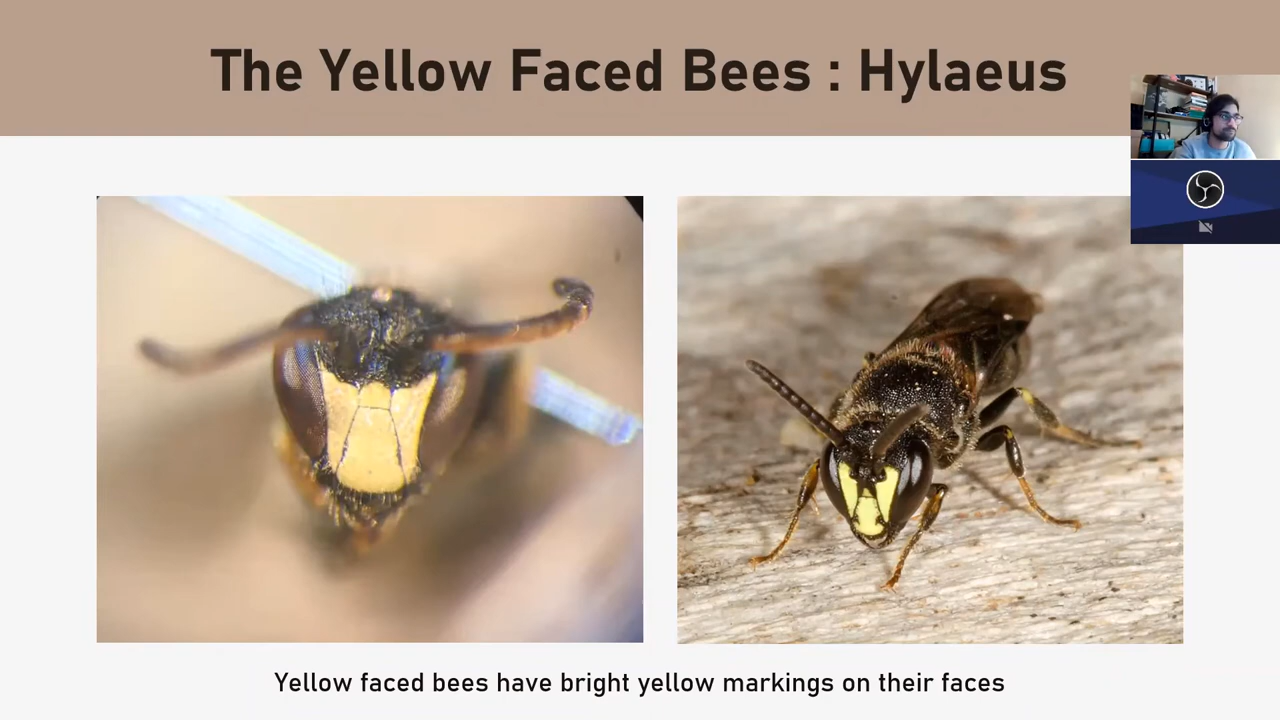 The Yellow Faced Bees : Hylaeus
Yellow faced bees have bright yellow markings on their faces